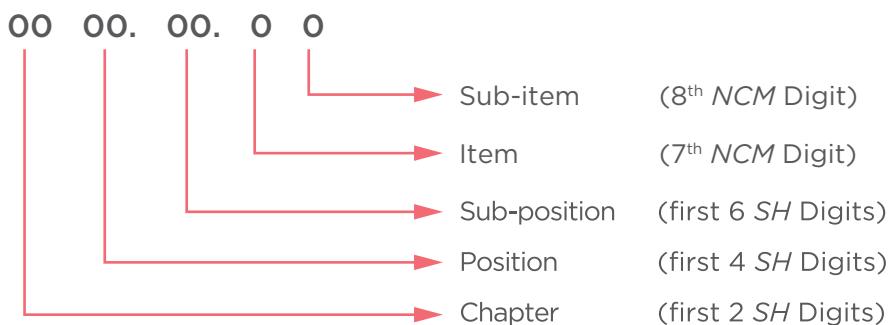 00 00. 00. 0 0
Sub-item (8th NCM Digit)
Item (7th NCM Digit)
Sub-position (first 6 SH Digits)
Position (first 4 SH Digits)
Chapter (first 2 SH Digits)